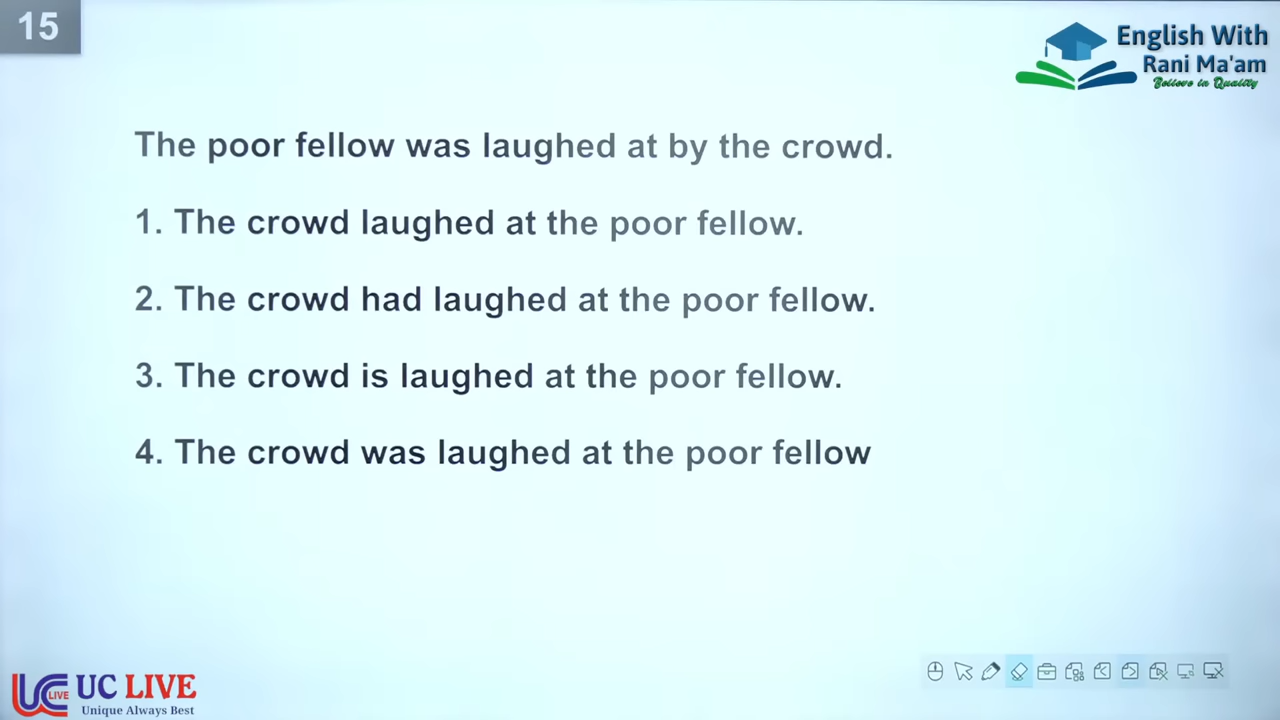 15
English With
Rani Ma'am
Believe in Quality
The poor fellow was laughed at by the crowd.
1. The crowd laughed at the poor fellow.
2. The crowd had laughed at the poor fellow.
3. The crowd is laughed at the poor fellow.
4. The crowd was laughed at the poor fellow
UC LIVE
LIVE
Unique Always Best